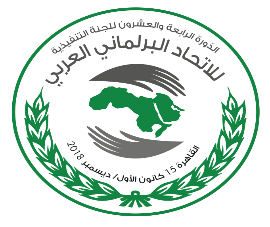 الدورة الرابعة والعشرون للجنة التنفيذية
للاتحاد البرلماني العربي
القاهرة 15 كانون الأول/ ديسمبر 2018